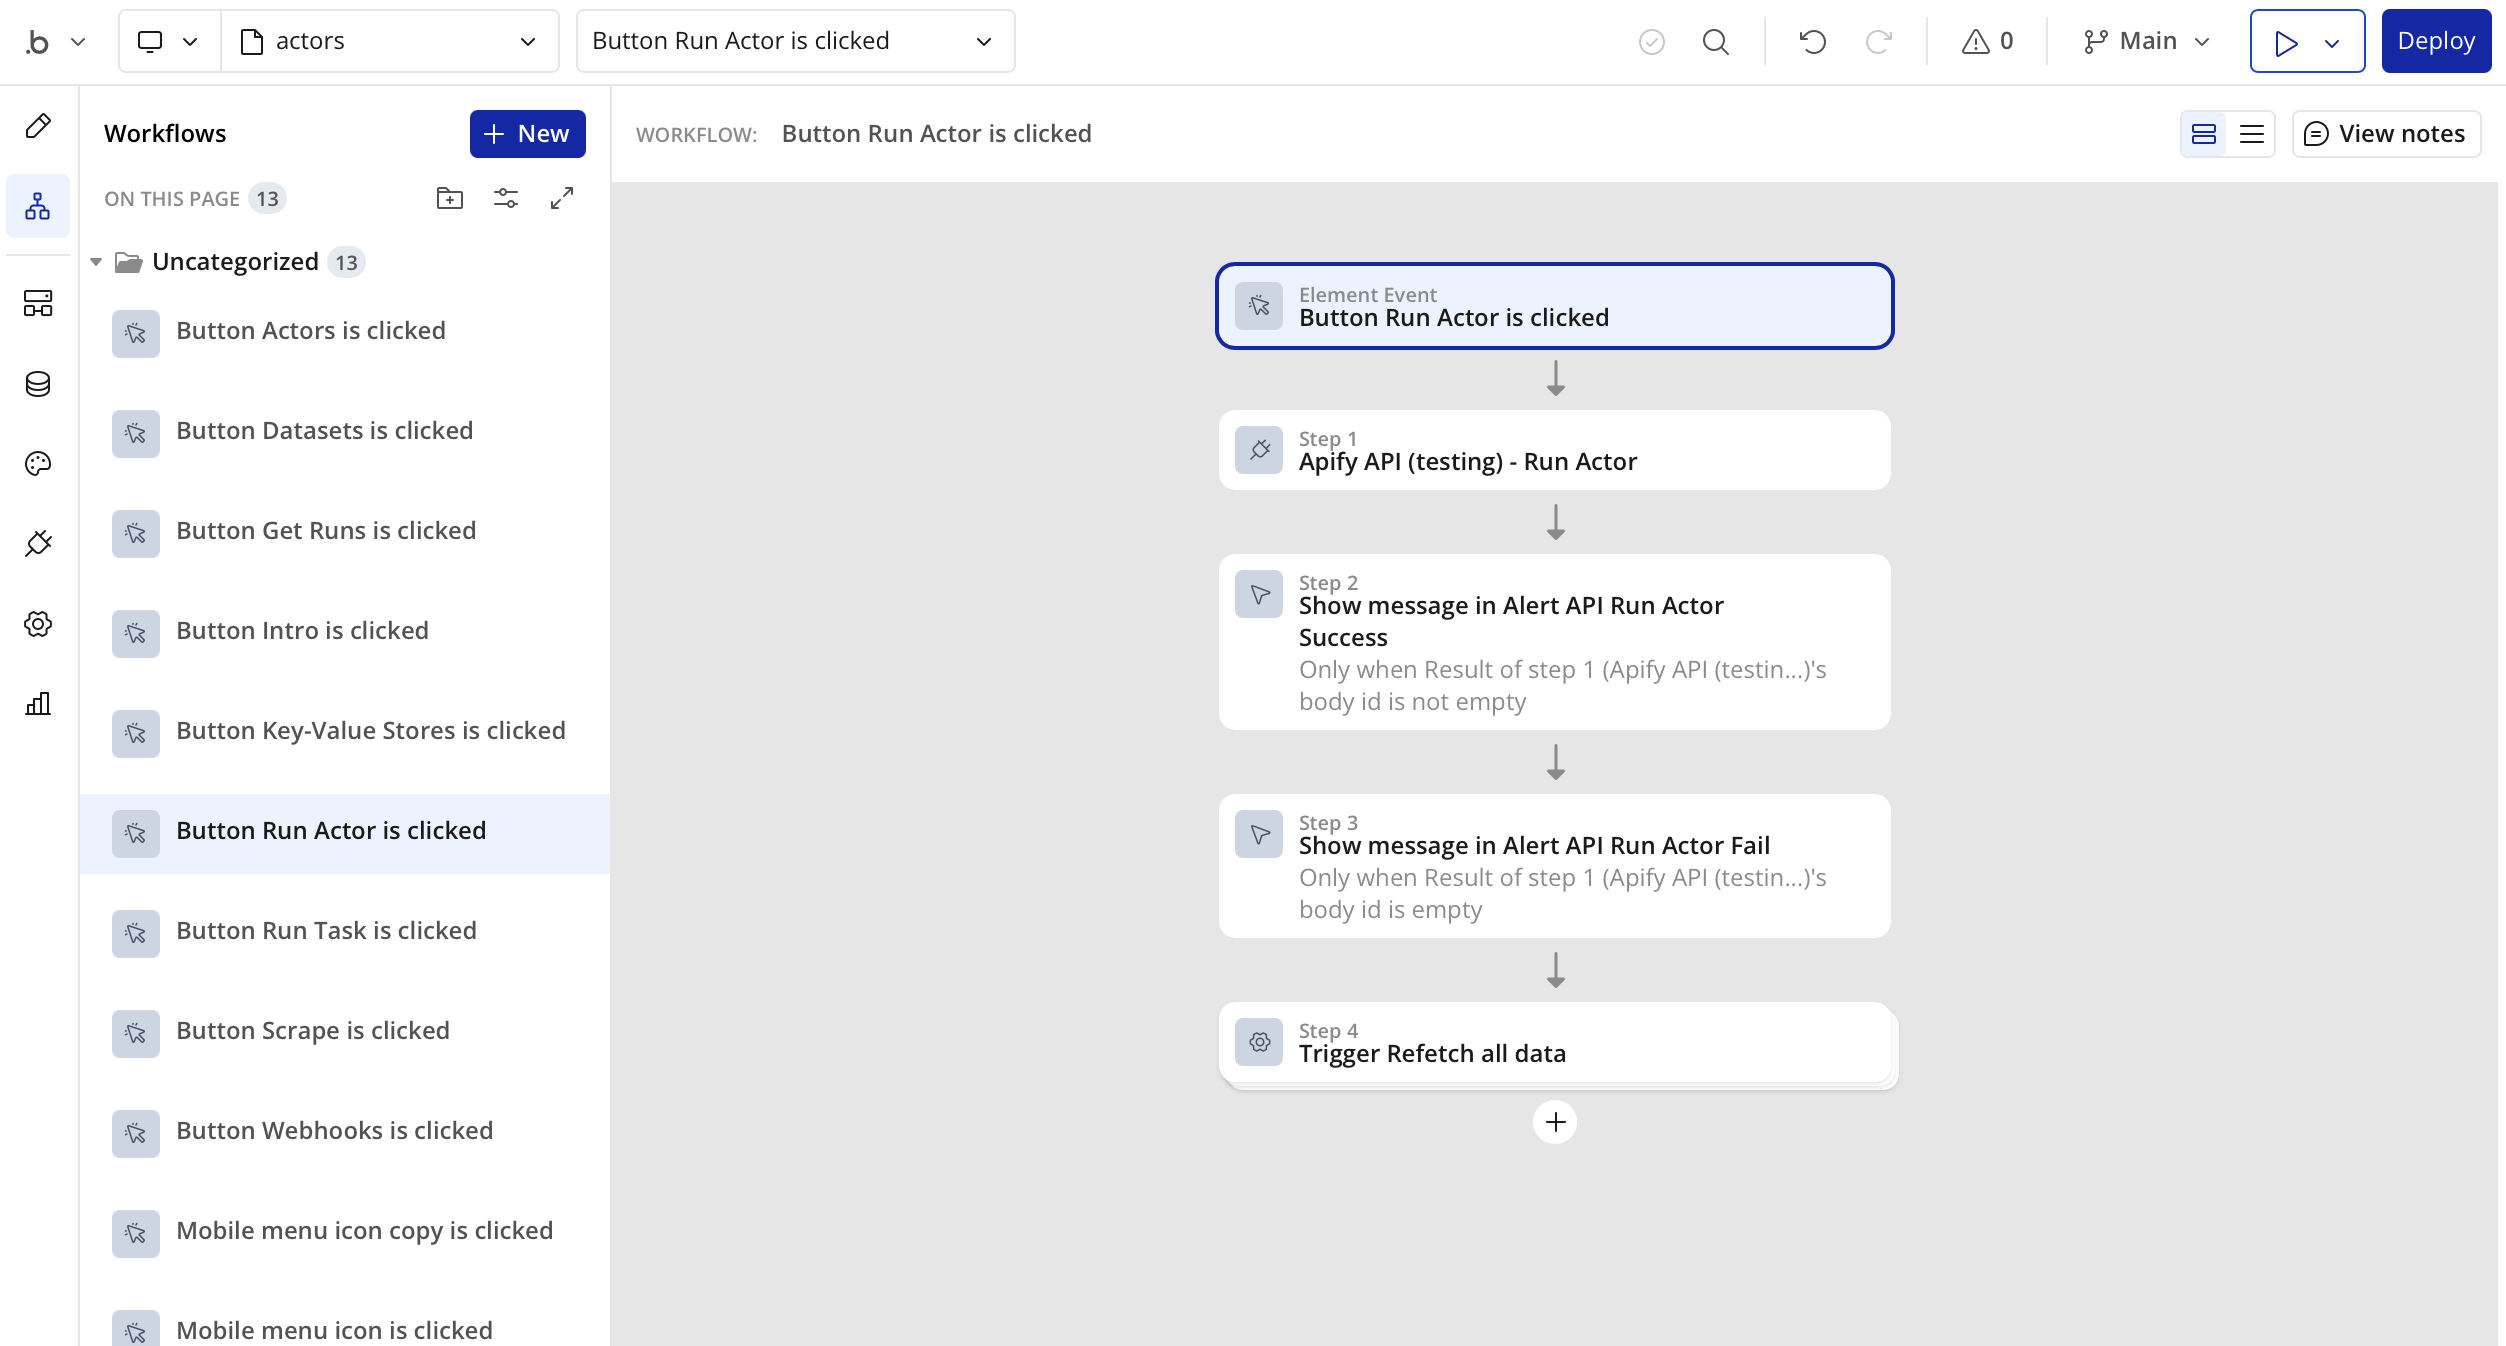 .b
actors
Button Run Actor is clicked
0
Main
Deploy
Workflows
+ New
ON THIS PAGE 13
Uncategorized 13
Button Actors is clicked
Button Datasets is clicked
Button Get Runs is clicked
Button Intro is clicked
Button Key-Value Stores is clicked
Button Run Actor is clicked
Button Run Task is clicked
Button Scrape is clicked
Button Webhooks is clicked
Mobile menu icon copy is clicked
Mobile menu icon is clicked
WORKFLOW: Button Run Actor is clicked
View notes
Element Event
Button Run Actor is clicked
Step 1
Apify API (testing) - Run Actor
Step 2
Show message in Alert API Run Actor
Success
Only when Result of step 1 (Apify API (testin...)'s
body id is not empty
Step 3
Show message in Alert API Run Actor Fail
Only when Result of step 1 (Apify API (testin...)'s
body id is empty
Step 4
Trigger Refetch all data